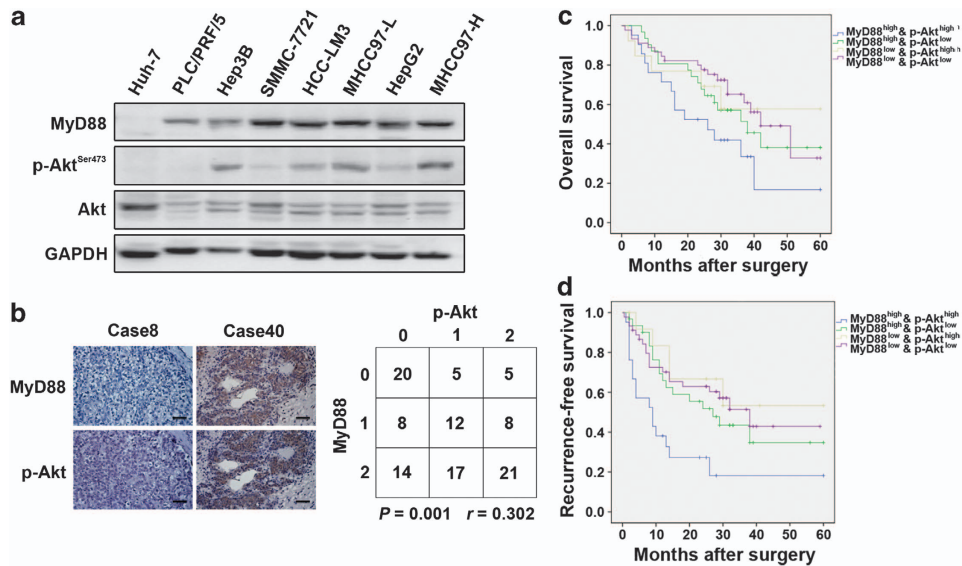 a
Huh-7
PLC/PRF/5
Hep3B
SMMC-7721
HCC-LM3
MHCC97-L
HepG2
MHCC97-H
MyD88
p-AktSer473
Akt
GAPDH
b
Case8 Case40
MyD88
p-Akt
p-Akt
0 1 2
MyD88
0 20 5 5
1 8 12 8
2 14 17 21
P = 0.001 r = 0.302
c
Overall survival
1.0
0.8
0.6
0.4
0.2
0.0
0 10 20 30 40 50 60
Months after surgery
MyD88high & p-Akthigh
MyD88high & p-Aktlow
MyD88low & p-Akthigh
MyD88low & p-Aktlow
d
Recurrence-free survival
1.0
0.8
0.6
0.4
0.2
0.0
0 10 20 30 40 50 60
Months after surgery
MyD88high & p-Akthigh
MyD88high & p-Aktlow
MyD88low & p-Akthigh
MyD88low & p-Aktlow